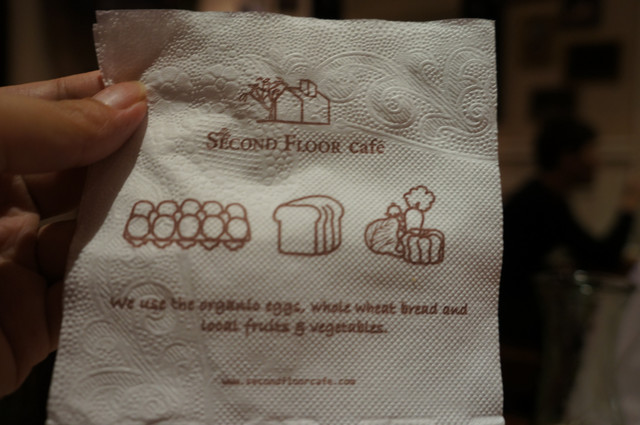 SECOND FLOOR café
We use the organic eggs, whole wheat bread and
local fruits & vegetables.
www.secondfloorcafe.com